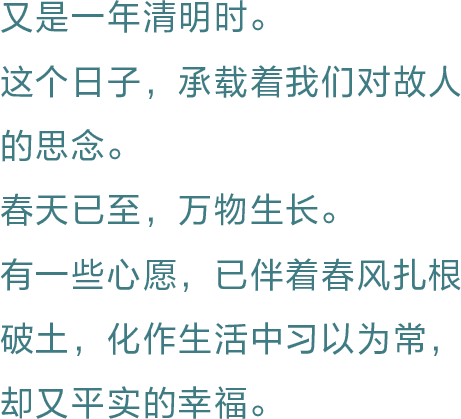 又是一年清明时。
这个日子，承载着我们对故人
的思念。
春天已至，万物生长。
有一些心愿，已伴着春风扎根
破土，化作生活中习以为常，
却又平实的幸福。